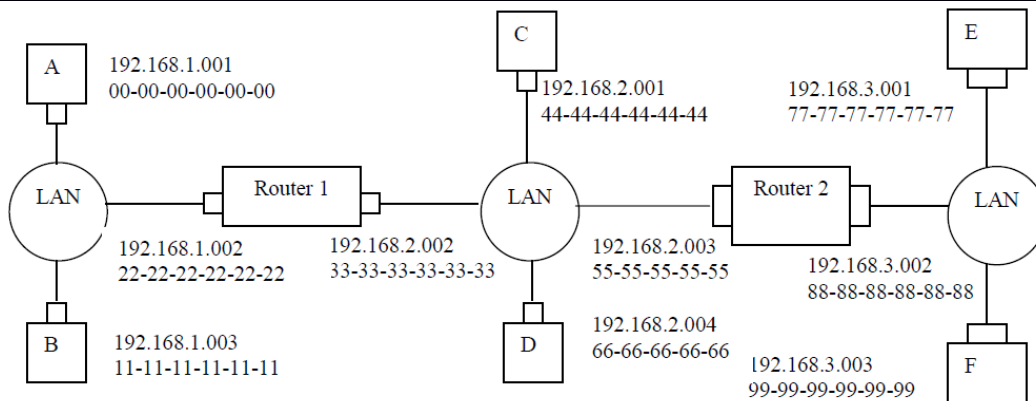 A
192.168.1.001
00-00-00-00-00-00
C
192.168.2.001
44-44-44-44-44-44
E
192.168.3.001
77-77-77-77-77-77
LAN
Router 1
LAN
Router 2
LAN
192.168.1.002
22-22-22-22-22-22
192.168.2.002
33-33-33-33-33-33
192.168.2.003
55-55-55-55-55
192.168.3.002
88-88-88-88-88-88
B
192.168.1.003
11-11-11-11-11-11
D
192.168.2.004
66-66-66-66-66
192.168.3.003
99-99-99-99-99-99
F